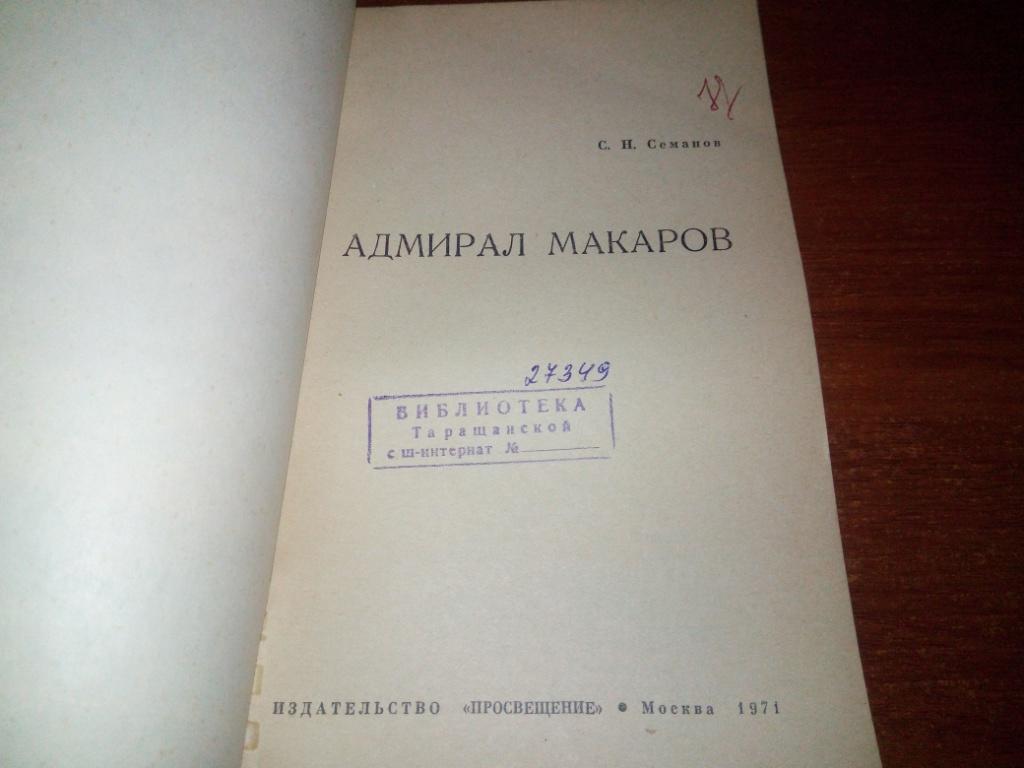 С. Н. Семанов
АДМИРАЛ МАКАРОВ
27349
БИБЛИОТЕКА
Таращанской
с ш-интернат №
ИЗДАТЕЛЬСТВО «ПРОСВЕЩЕНИЕ» ● Москва 1971